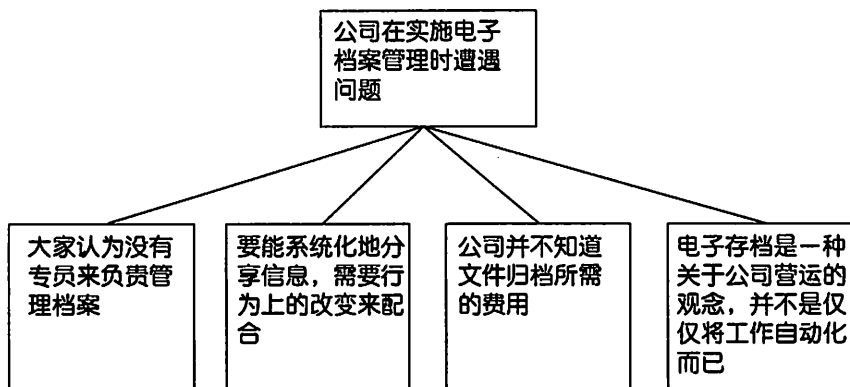 公司在实施电子
档案管理时遭遇
问题
大家认为没有
专员来负责管
理档案
要能系统化地分
享信息，需要行
为上的改变来配
合
公司并不知道
文件归档所需
的费用
电子存档是一种
关于公司营运的
观念，并不是仅
仅将工作自动化
而已